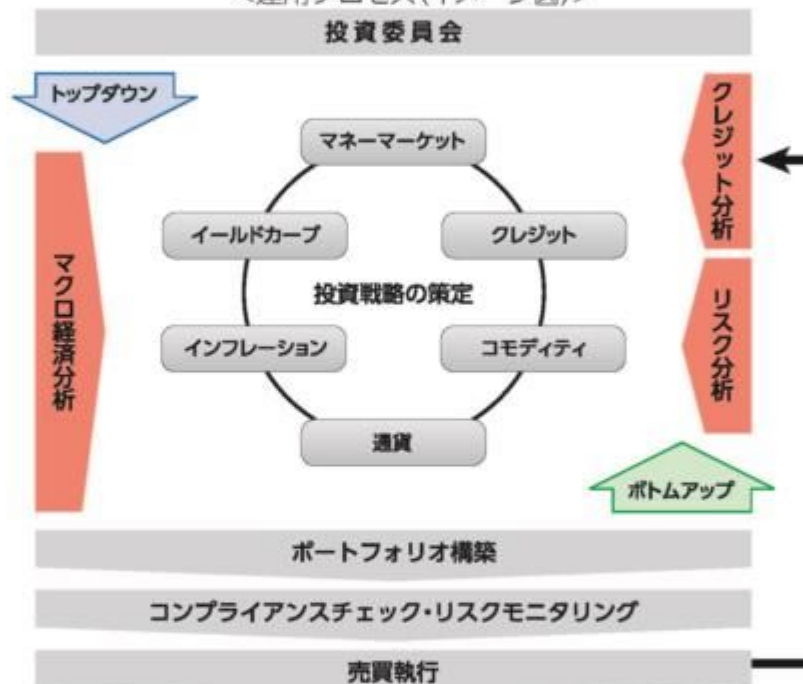 投資委員会
トップダウン
クレジット分析
マネーマーケット
イールドカーブ
クレジット
マクロ経済分析
投資戦略の策定
リスク分析
インフレーション
コモディティ
通貨
ボトムアップ
ポートフォリオ構築
コンプライアンスチェック・リスクモニタリング
売買執行